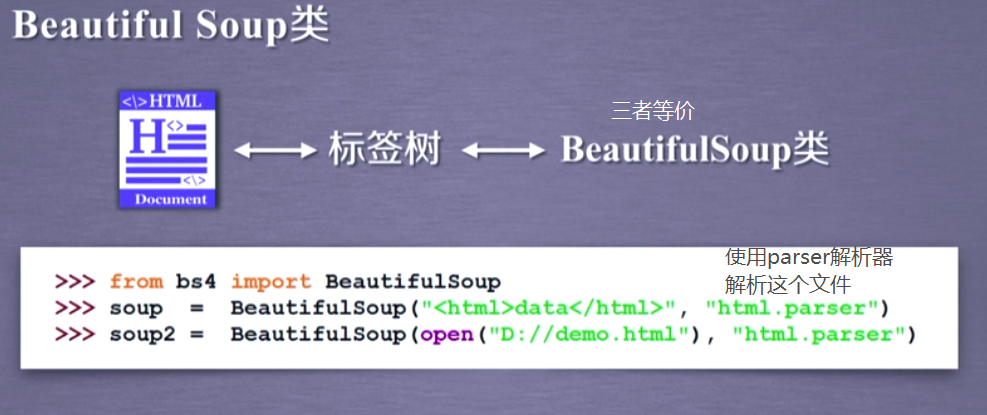 Beautiful Soup类
<\>HTML
H<>
<\>
Document
标签树
三者等价
BeautifulSoup类
使用parser解析器
解析这个文件
>>> from bs4 import BeautifulSoup
>>> soup = BeautifulSoup("<html>data</html>", "html.parser")
>>> soup2 = BeautifulSoup(open("D://demo.html"), "html.parser")